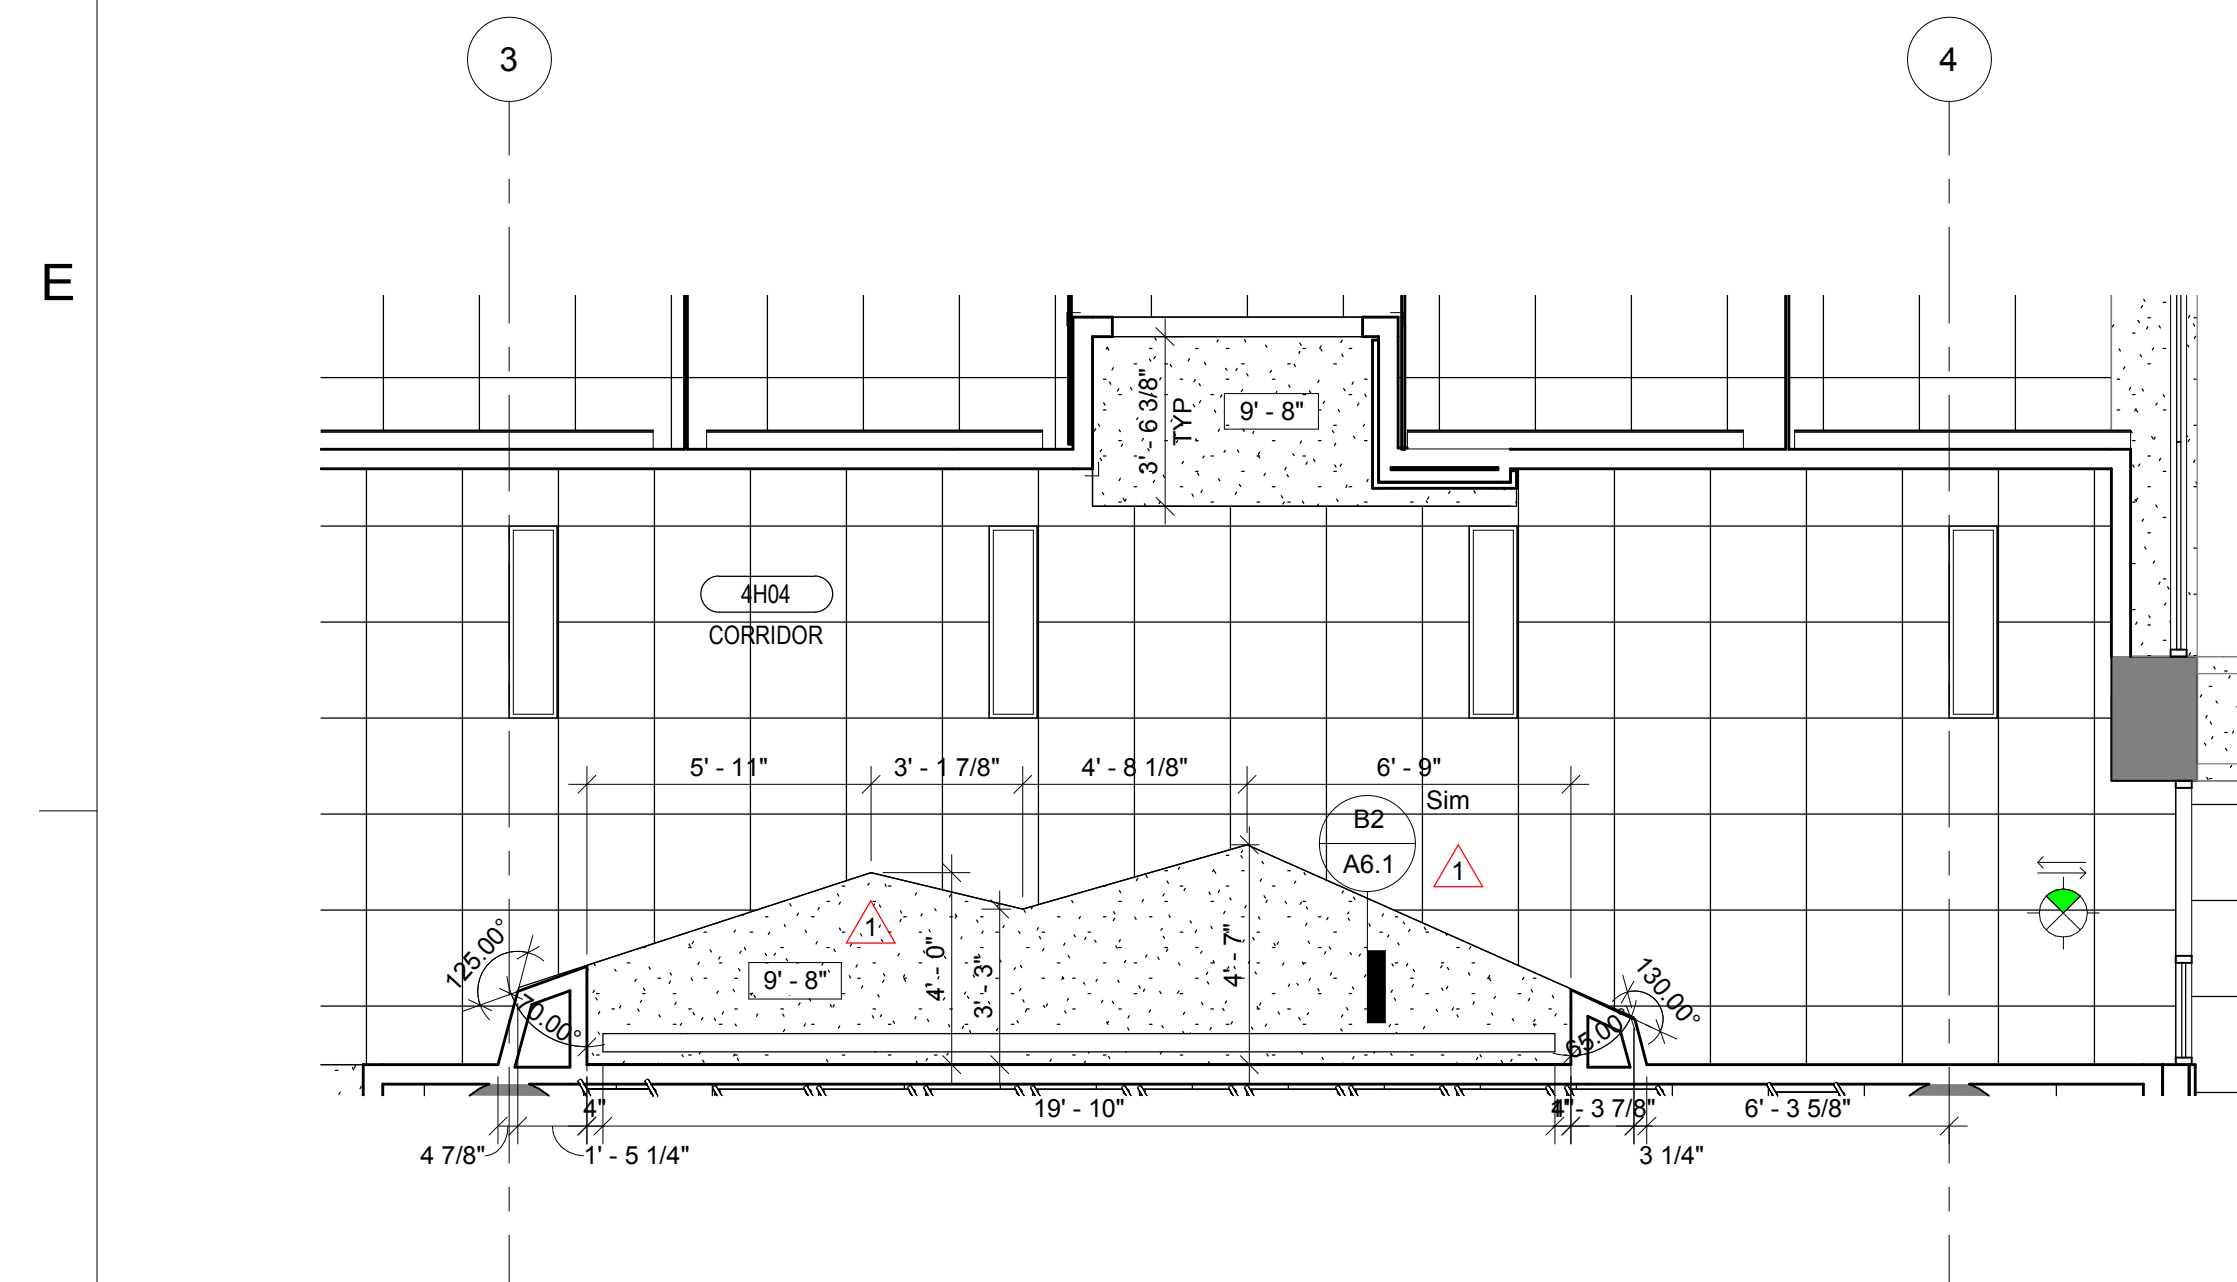 3
4
E
3' - 6 3/8"
TYP
9' - 8"
4H04
CORRIDOR
5' - 11"
3' - 1 7/8"
4' - 8 1/8"
6' - 9"
Sim
B2
A6.1
1
1
125.00°
70.00°
9' - 8"
4' - 0"
3' - 3"
4' - 7"
65.00°
130.00°
4"
19' - 10"
- 3 7/8"
6' - 3 5/8"
4 7/8"
1' - 5 1/4"
3 1/4"